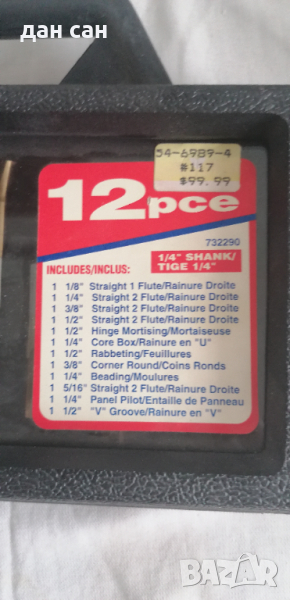 дан сан
54-6989-4
#117
$99.99
12pce
732290
INCLUDES/INCLUS:
1/4" SHANK/
TIGE 1/4"
1 1/8" Straight 1 Flute/Rainure Droite
1 1/4" Straight 2 Flute/Rainure Droite
1 3/8" Straight 2 Flute/Rainure Droite
1 1/2" Straight 2 Flute/Rainure Droite
1 1/2" Hinge Mortising/Mortaiseuse
1 1/4" Core Box/Rainure en "U"
1 1/2" Rabbeting/Feuillures
1 3/8" Corner Round/Coins Ronds
1 1/4" Beading/Moulures
1 5/16" Straight 2 Flute/Rainure Droite
1 1/4" Panel Pilot/Entaille de Panneau
1 1/2" "V" Groove/Rainure en "V"
BAZAR